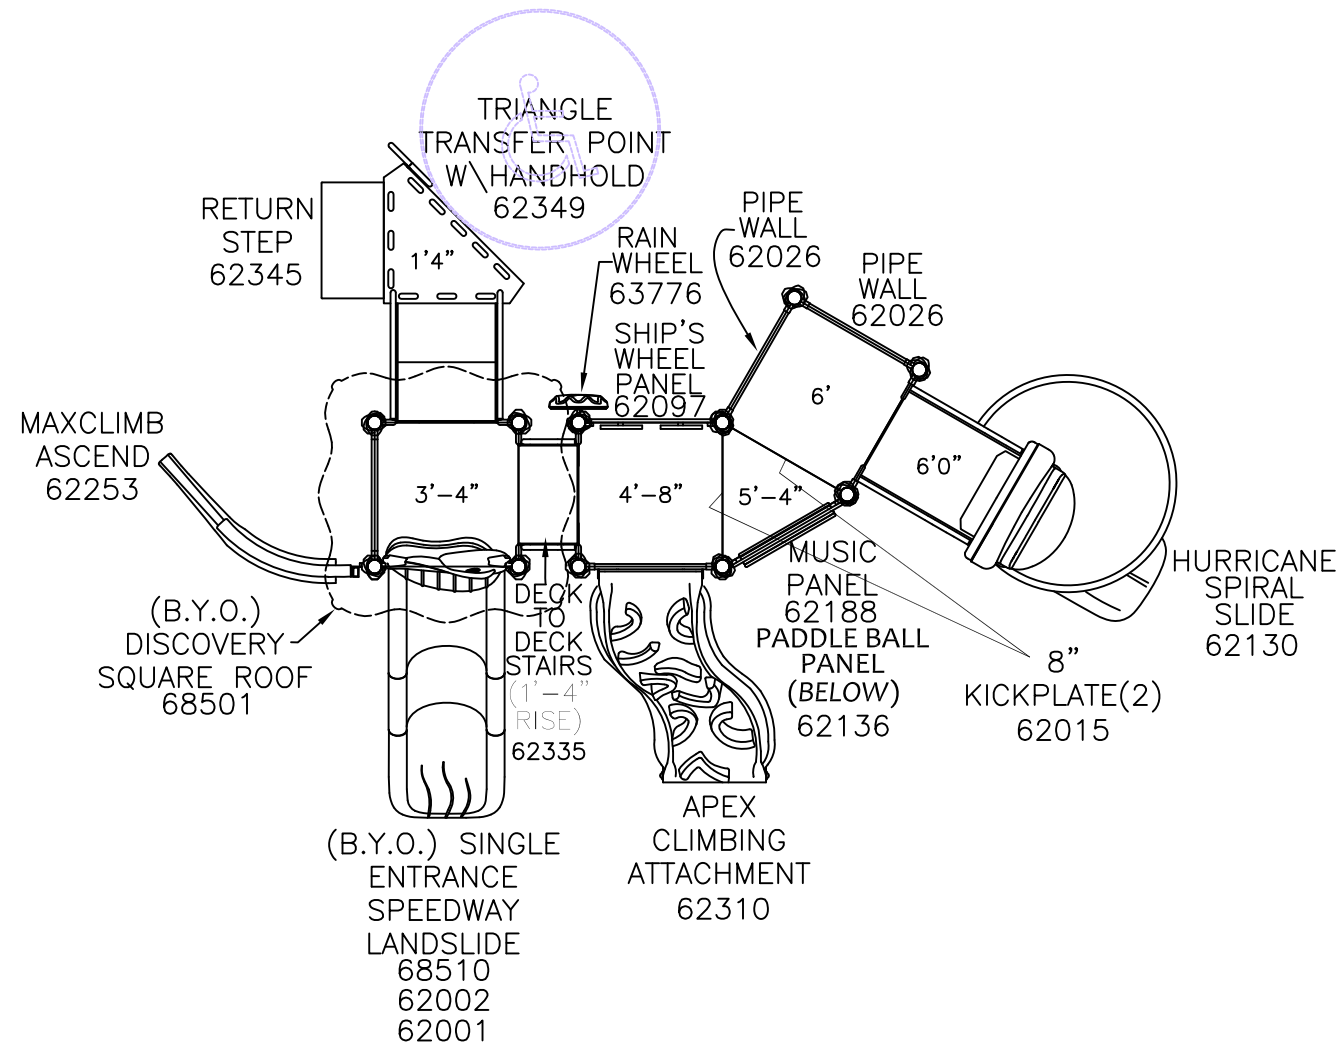 TRIANGLE
TRANSFER POINT
W\HANDHOLD
62349
RETURN
STEP
62345
1'4"
RAIN
WHEEL
63776
PIPE
WALL
62026
PIPE
WALL
62026
SHIP'S
WHEEL
PANEL
62097
6'
6'0"
MAXCLIMB
ASCEND
62253
3'-4"
4'-8"
5'-4"
(B.Y.O.)
DISCOVERY
SQUARE ROOF
68501
DECK
TO
DECK
STAIRS
(1'-4"
RISE)
62335
MUSIC
PANEL
62188
PADDLE BALL
PANEL
(BELOW)
62136
8"
KICKPLATE(2)
62015
HURRICANE
SPIRAL
SLIDE
62130
(B.Y.O.) SINGLE
ENTRANCE
SPEEDWAY
LANDSLIDE
68510
62002
62001
APEX
CLIMBING
ATTACHMENT
62310